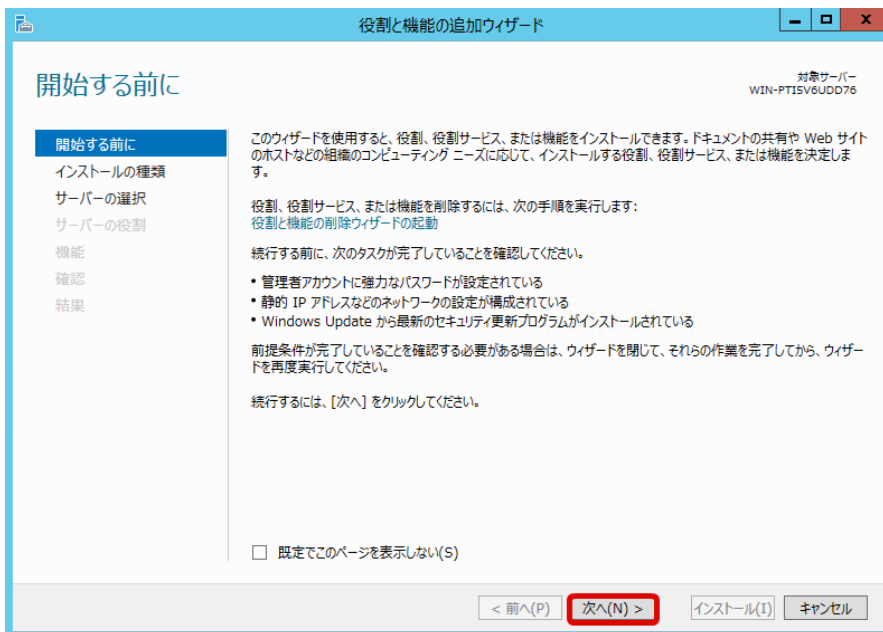 役割と機能の追加ウィザード
開始する前に
対象サーバー
WIN-PTI5V6UDD76
開始する前に
インストールの種類
サーバーの選択
サーバーの役割
機能
確認
結果
このウィザードを使用すると、役割、役割サービス、または機能をインストールできます。ドキュメントの共有や Web サイト
のホストなどの組織のコンピューティング ニーズに応じて、インストールする役割、役割サービス、または機能を決定しま
す。
役割、役割サービス、または機能を削除するには、次の手順を実行します:
役割と機能の削除ウィザードの起動
続行する前に、次のタスクが完了していることを確認してください。
• 管理者アカウントに強力なパスワードが設定されている
• 静的 IP アドレスなどのネットワークの設定が構成されている
• Windows Update から最新のセキュリティ更新プログラムがインストールされている
前提条件が完了していることを確認する必要がある場合は、ウィザードを閉じて、それらの作業を完了してから、ウィザー
ドを再度実行してください。
続行するには、[次へ] をクリックしてください。
既定でこのページを表示しない(S)
< 前へ(P)
次へ(N) >
インストール(I)
キャンセル